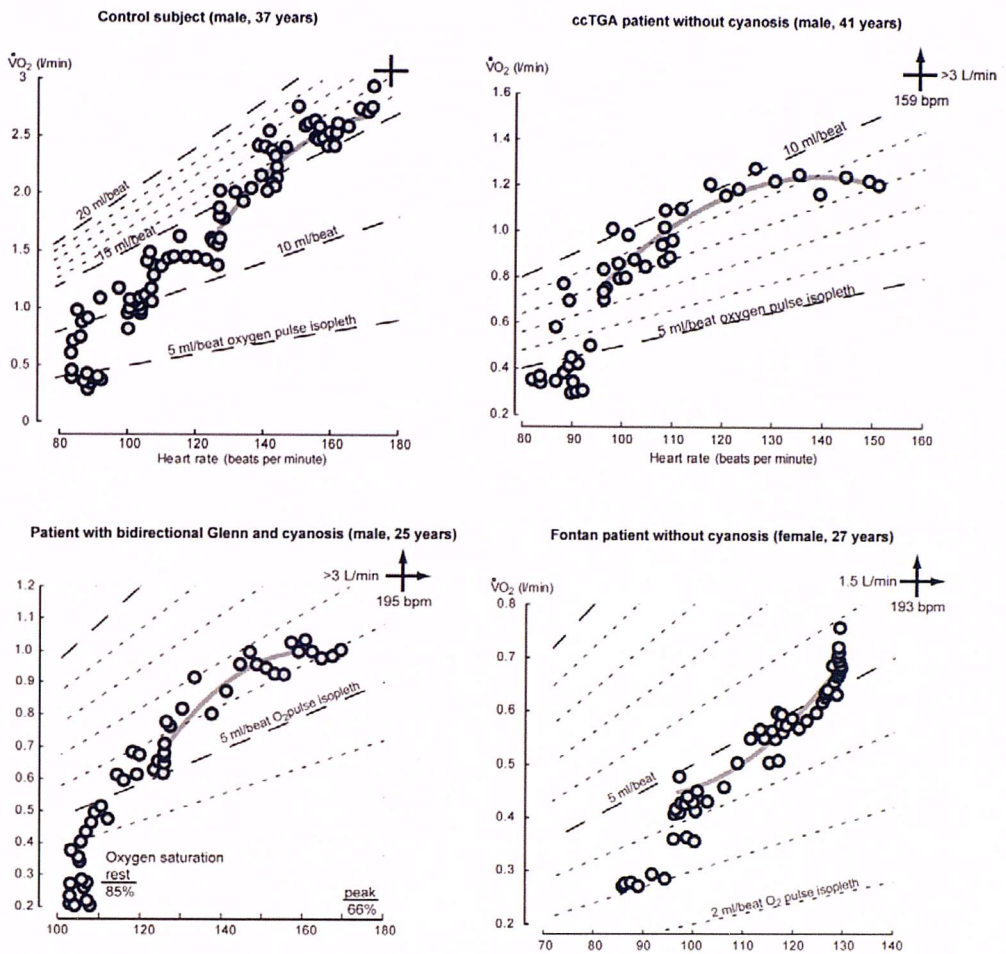 Control subject (male, 37 years)
V̇O₂ (l/min)
3
2.5
2.0
1.5
1.0
0.5
0
20 ml/beat
15 ml/beat
10 ml/beat
5 ml/beat oxygen pulse isopleth
80 100 120 140 160 180
Heart rate (beats per minute)
ccTGA patient without cyanosis (male, 41 years)
V̇O₂ (l/min)
>3 L/min
159 bpm
1.6
1.4
1.2
1.0
0.8
0.6
0.4
0.2
10 ml/beat
5 ml/beat oxygen pulse isopleth
80 90 100 110 120 130 140 150 160
Heart rate (beats per minute)
Patient with bidirectional Glenn and cyanosis (male, 25 years)
>3 L/min
195 bpm
1.2
1.1
1.0
0.9
0.8
0.7
0.6
0.5
0.4
0.3
0.2
5 ml/beat O₂ pulse isopleth
Oxygen saturation
rest
85%
peak
66%
100 120 140 160 180
Fontan patient without cyanosis (female, 27 years)
V̇O₂ (l/min)
1.5 L/min
193 bpm
0.8
0.7
0.6
0.5
0.4
0.3
0.2
5 ml/beat
2 ml/beat O₂ pulse isopleth
70 80 90 100 110 120 130 140